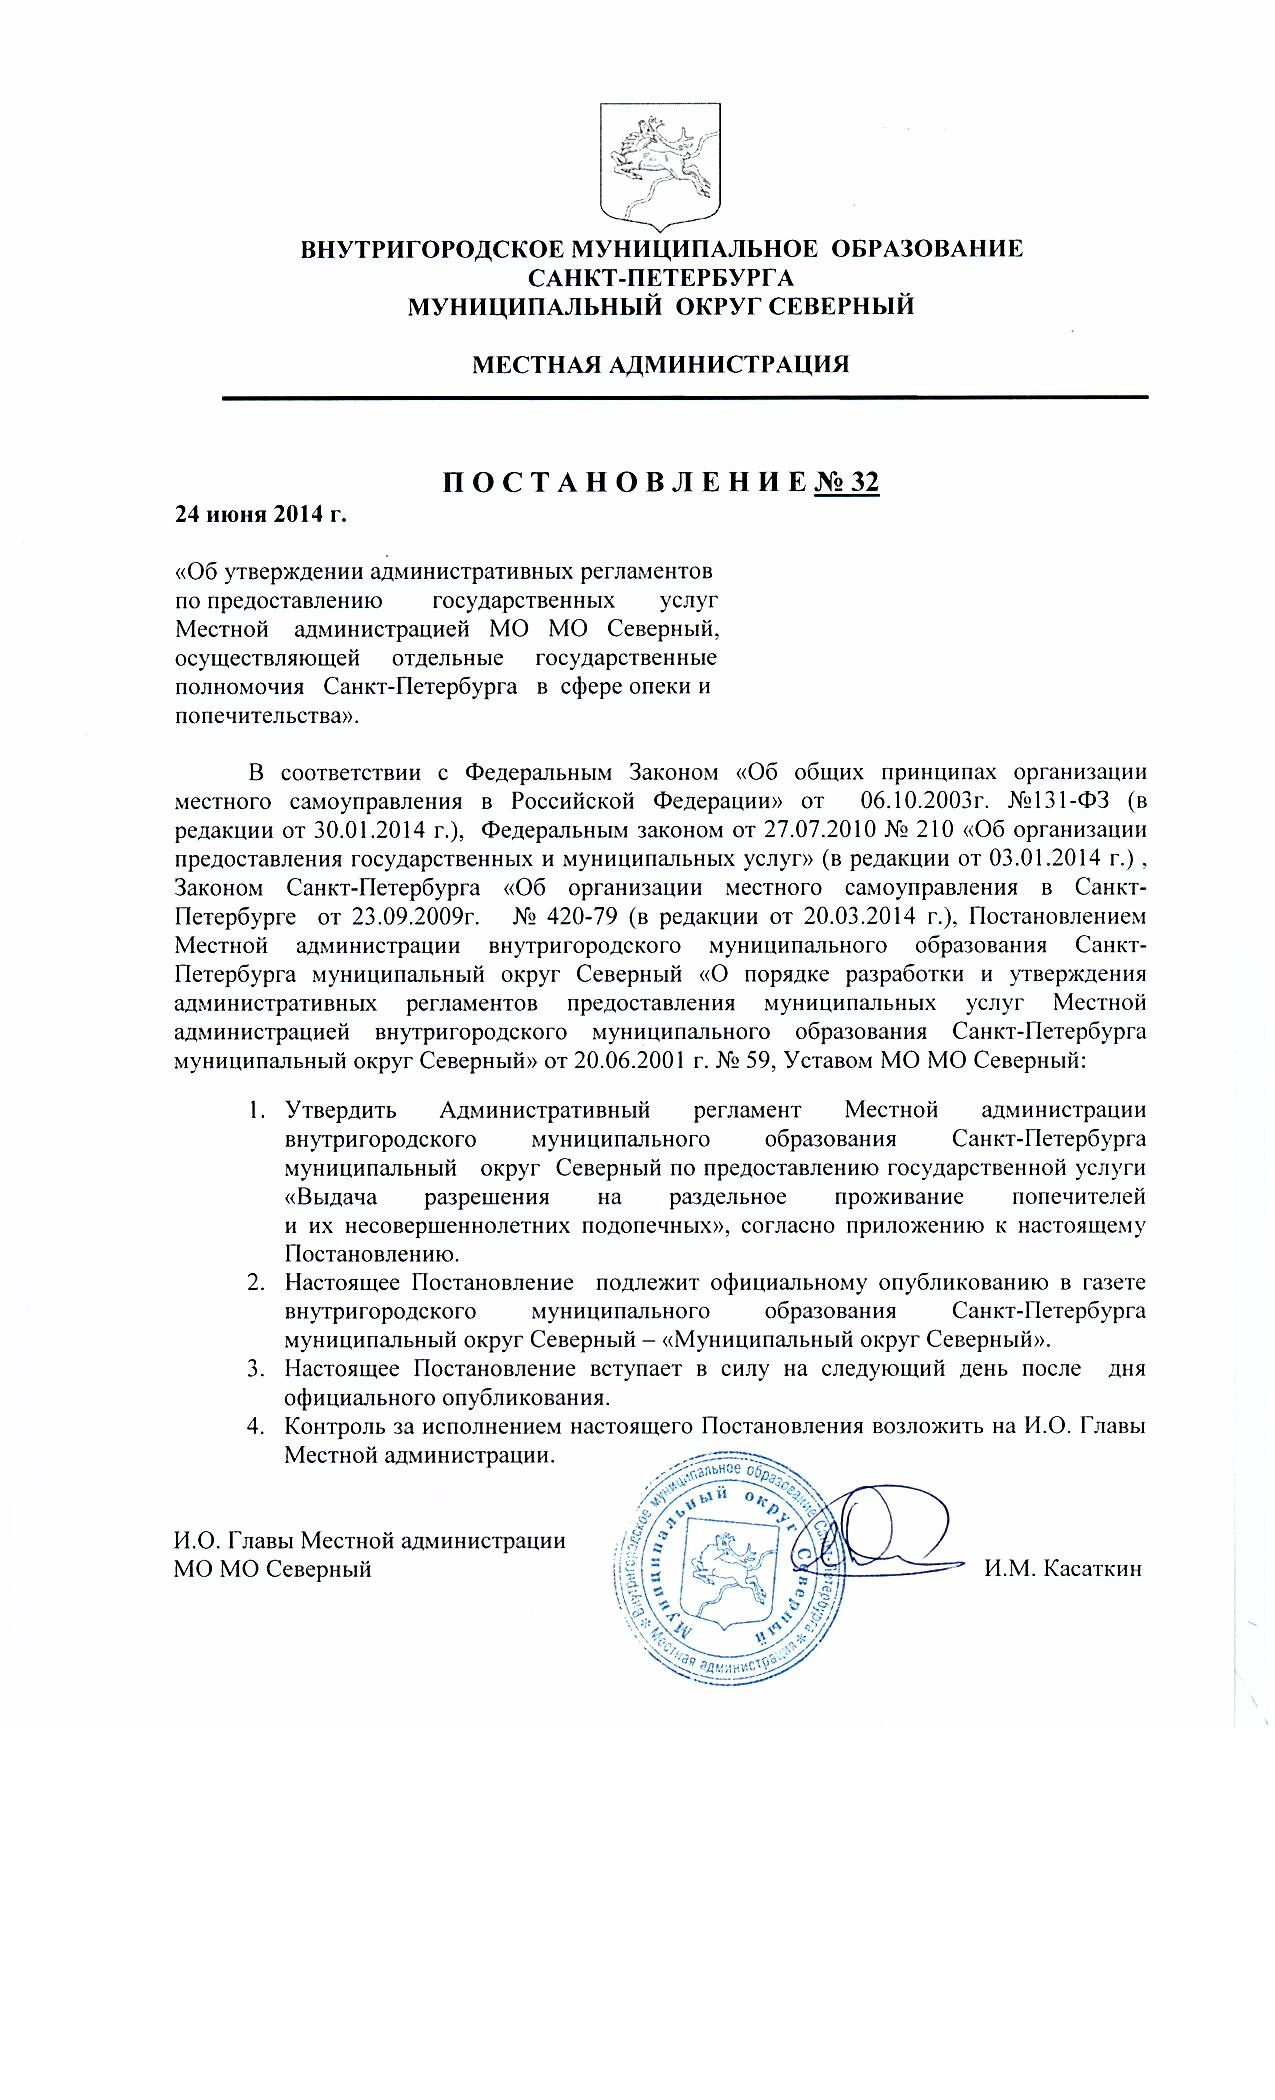 ВНУТРИГОРОДСКОЕ МУНИЦИПАЛЬНОЕ ОБРАЗОВАНИЕ
САНКТ-ПЕТЕРБУРГА
МУНИЦИПАЛЬНЫЙ ОКРУГ СЕВЕРНЫЙ
МЕСТНАЯ АДМИНИСТРАЦИЯ
П О С Т А Н О В Л Е Н И Е № 32
24 июня 2014 г.
«Об утверждении административных регламентов
по предоставлению государственных услуг
Местной администрацией МО МО Северный,
осуществляющей отдельные государственные
полномочия Санкт-Петербурга в сфере опеки и
попечительства».
В соответствии с Федеральным Законом «Об общих принципах организации
местного самоуправления в Российской Федерации» от 06.10.2003г. №131-ФЗ (в
редакции от 30.01.2014 г.), Федеральным законом от 27.07.2010 № 210 «Об организации
предоставления государственных и муниципальных услуг» (в редакции от 03.01.2014 г.) ,
Законом Санкт-Петербурга «Об организации местного самоуправления в Санкт-
Петербурге от 23.09.2009г. № 420-79 (в редакции от 20.03.2014 г.), Постановлением
Местной администрации внутригородского муниципального образования Санкт-
Петербурга муниципальный округ Северный «О порядке разработки и утверждения
административных регламентов предоставления муниципальных услуг Местной
администрацией внутригородского муниципального образования Санкт-Петербурга
муниципальный округ Северный» от 20.06.2001 г. № 59, Уставом МО МО Северный:
1. Утвердить Административный регламент Местной администрации
внутригородского муниципального образования Санкт-Петербурга
муниципальный округ Северный по предоставлению государственной услуги
«Выдача разрешения на раздельное проживание попечителей
и их несовершеннолетних подопечных», согласно приложению к настоящему
Постановлению.
2. Настоящее Постановление подлежит официальному опубликованию в газете
внутригородского муниципального образования Санкт-Петербурга
муниципальный округ Северный – «Муниципальный округ Северный».
3. Настоящее Постановление вступает в силу на следующий день после дня
официального опубликования.
4. Контроль за исполнением настоящего Постановления возложить на И.О. Главы
Местной администрации.
И.О. Главы Местной администрации
МО МО Северный И.М. Касаткин
Внутригородское муниципальное образование Санкт-Петербурга * Местная администрация *
Муниципальный округ Северный